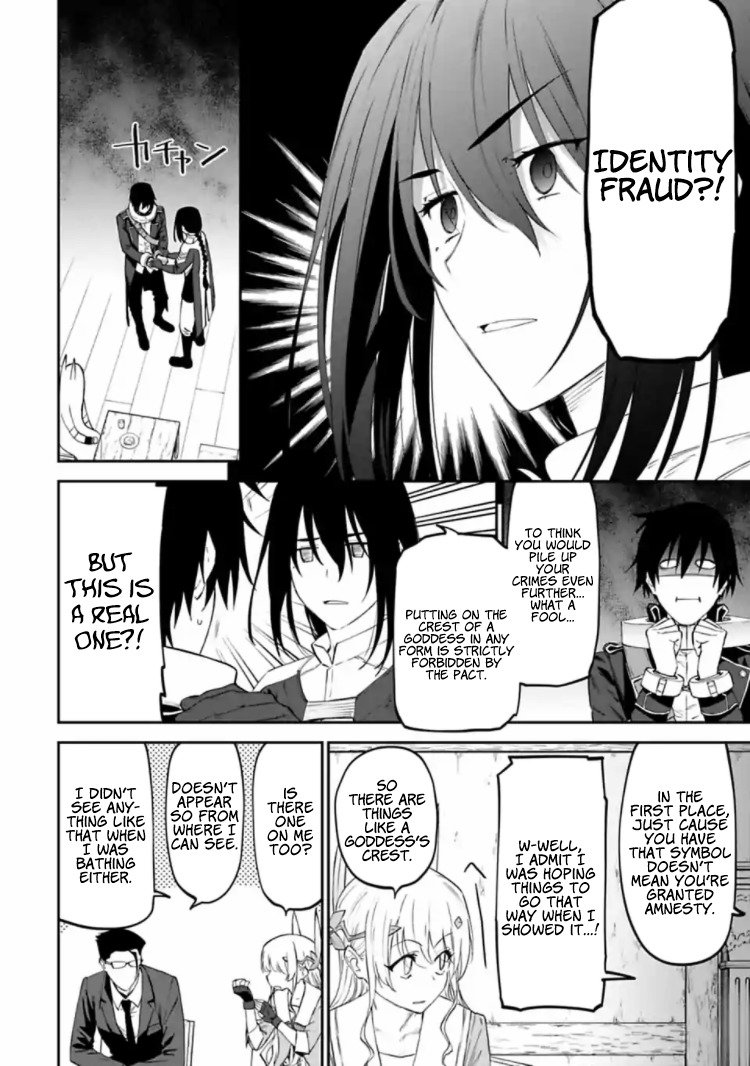 IDENTITY
FRAUD?!
カチャン
TO THINK
YOU WOULD
PILE UP
YOUR
CRIMES EVEN
FURTHER...
WHAT A
FOOL...
PUTTING ON THE
CREST OF A
GODDESS IN ANY
FORM IS STRICTLY
FORBIDDEN BY
THE PACT.
BUT
THIS IS
A REAL
ONE?!
IN THE
FIRST PLACE,
JUST CAUSE
YOU HAVE
THAT SYMBOL
DOESN'T
MEAN YOU'RE
GRANTED
AMNESTY.
W-WELL,
I ADMIT I
WAS HOPING
THINGS TO
GO THAT
WAY WHEN I
SHOWED IT...!
SO
THERE ARE
THINGS
LIKE A
GODDESS'S
CREST.
IS
THERE
ONE
ON ME
TOO?
DOESN'T
APPEAR
SO FROM
WHERE I
CAN SEE.
I DIDN'T
SEE ANY-
THING LIKE
THAT WHEN
I WAS
BATHING
EITHER.